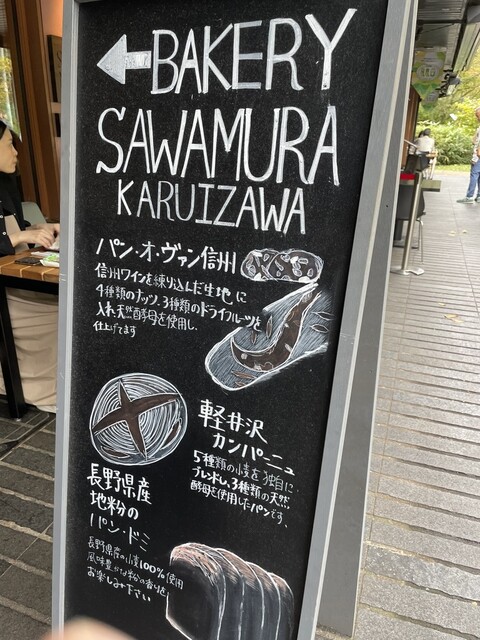 BAKERY
SAWAMURA
KARUIZAWA
パン・オ・ヴァン信州
信州ワインを練り込んだ生地に
4種類のナッツ、3種類のドライフルーツを
入れ、天然酵母を使用し、
仕上げてます
軽井沢
カンパーニュ
5種類の小麦を独自に
ブレンドし、3種類の天然
酵母を使用したパンです。
長野県産
地粉の
パン・ド・ミ
長野県産の小麦100%使用
風味豊かな粉の香りを
お楽しみ下さい